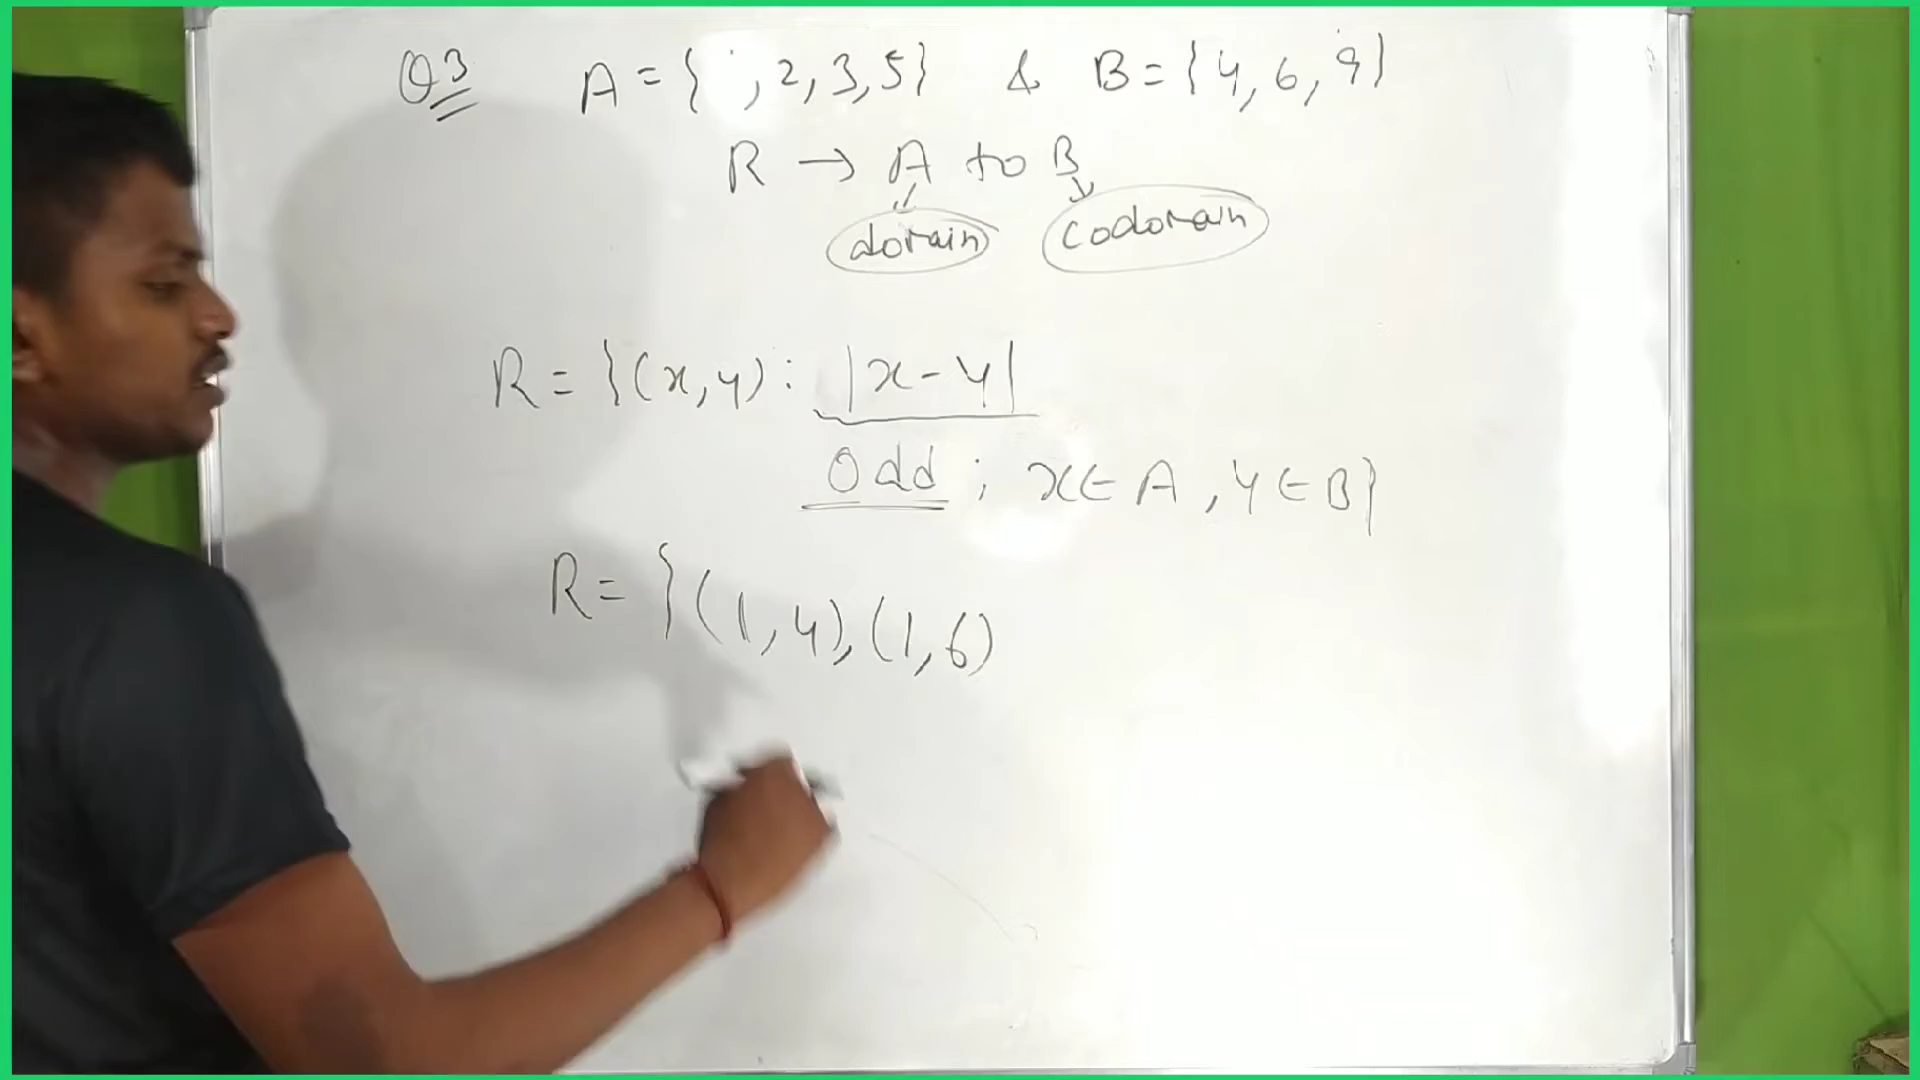 Q3 A = { , 2, 3, 5} & B = {4, 6, 9}
R → A to B
domain codomain
R = {(x, y) : |x - y|
Odd ; x ∈ A , y ∈ B}
R = {(1, 4), (1, 6)